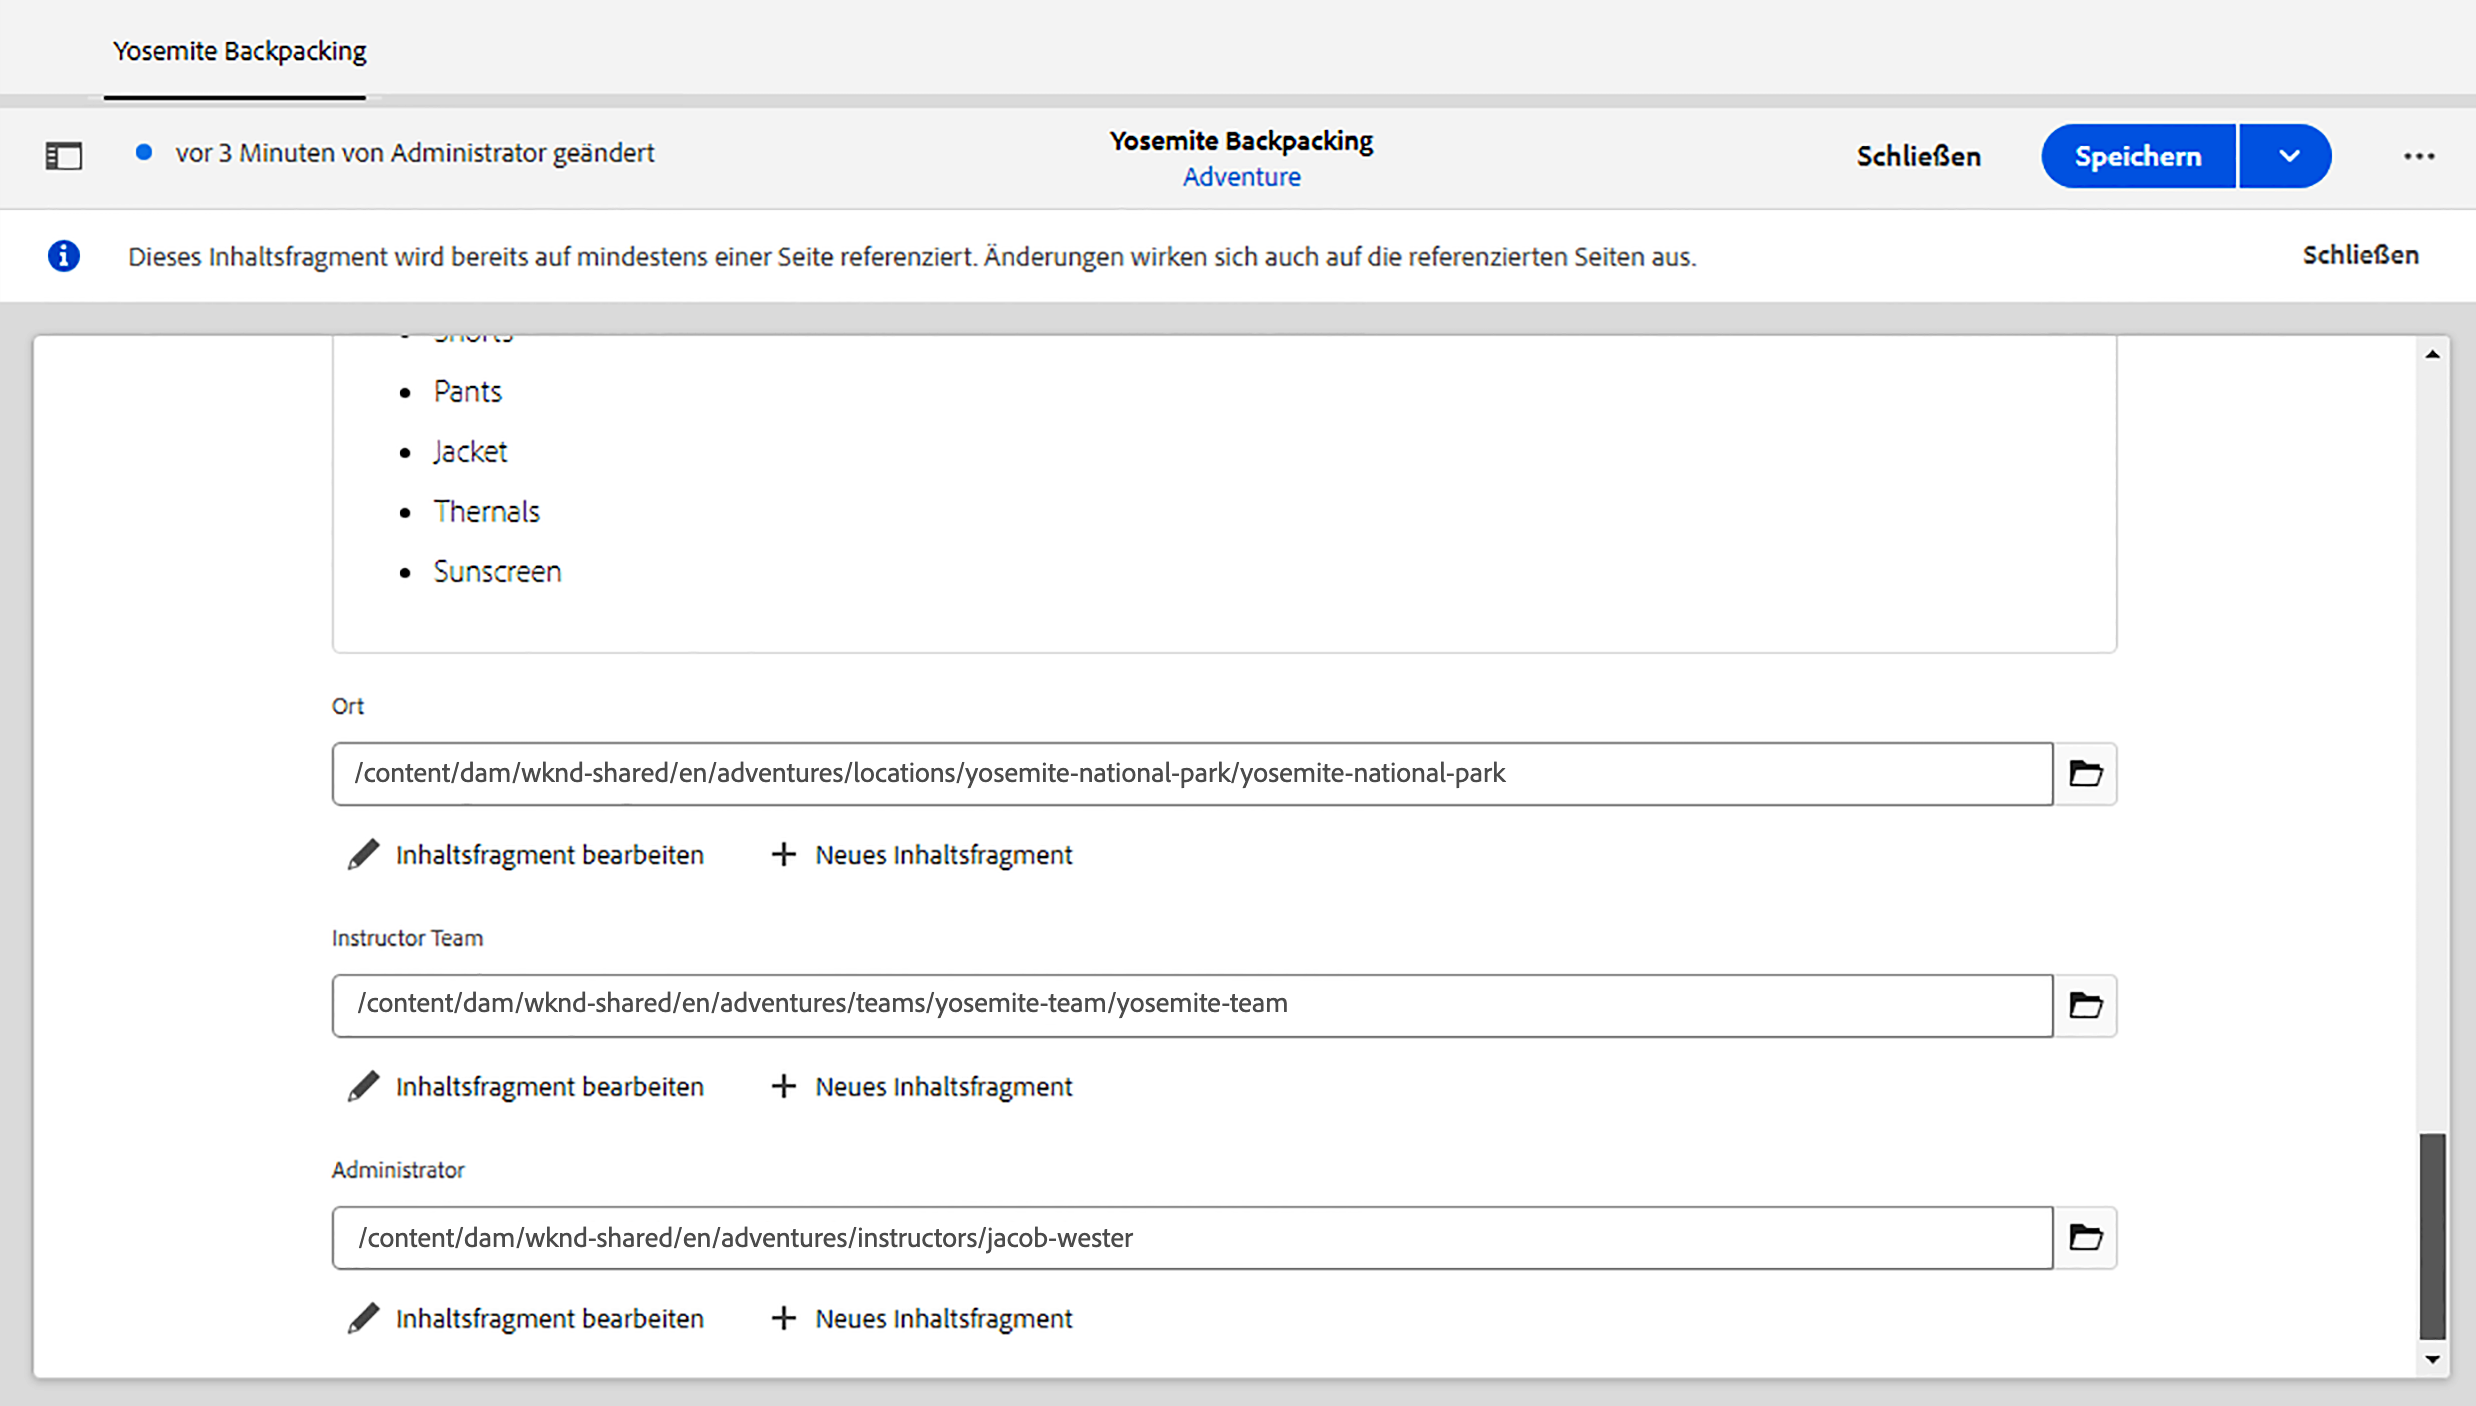 Yosemite Backpacking
vor 3 Minuten von Administrator geändert
Yosemite Backpacking
Adventure
Schließen
Speichern
Dieses Inhaltsfragment wird bereits auf mindestens einer Seite referenziert. Änderungen wirken sich auch auf die referenzierten Seiten aus.
Schließen
Shorts
Pants
Jacket
Thernals
Sunscreen
Ort
/content/dam/wknd-shared/en/adventures/locations/yosemite-national-park/yosemite-national-park
Inhaltsfragment bearbeiten
Neues Inhaltsfragment
Instructor Team
/content/dam/wknd-shared/en/adventures/teams/yosemite-team/yosemite-team
Inhaltsfragment bearbeiten
Neues Inhaltsfragment
Administrator
/content/dam/wknd-shared/en/adventures/instructors/jacob-wester
Inhaltsfragment bearbeiten
Neues Inhaltsfragment